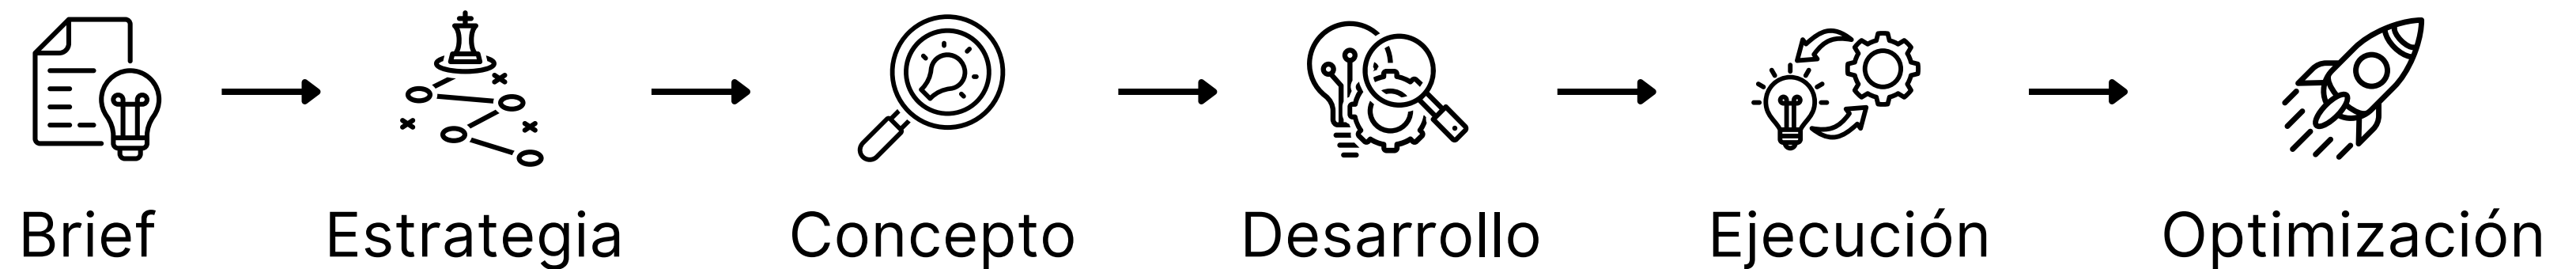 Brief
Estrategia
Concepto
Desarrollo
Ejecución
Optimización